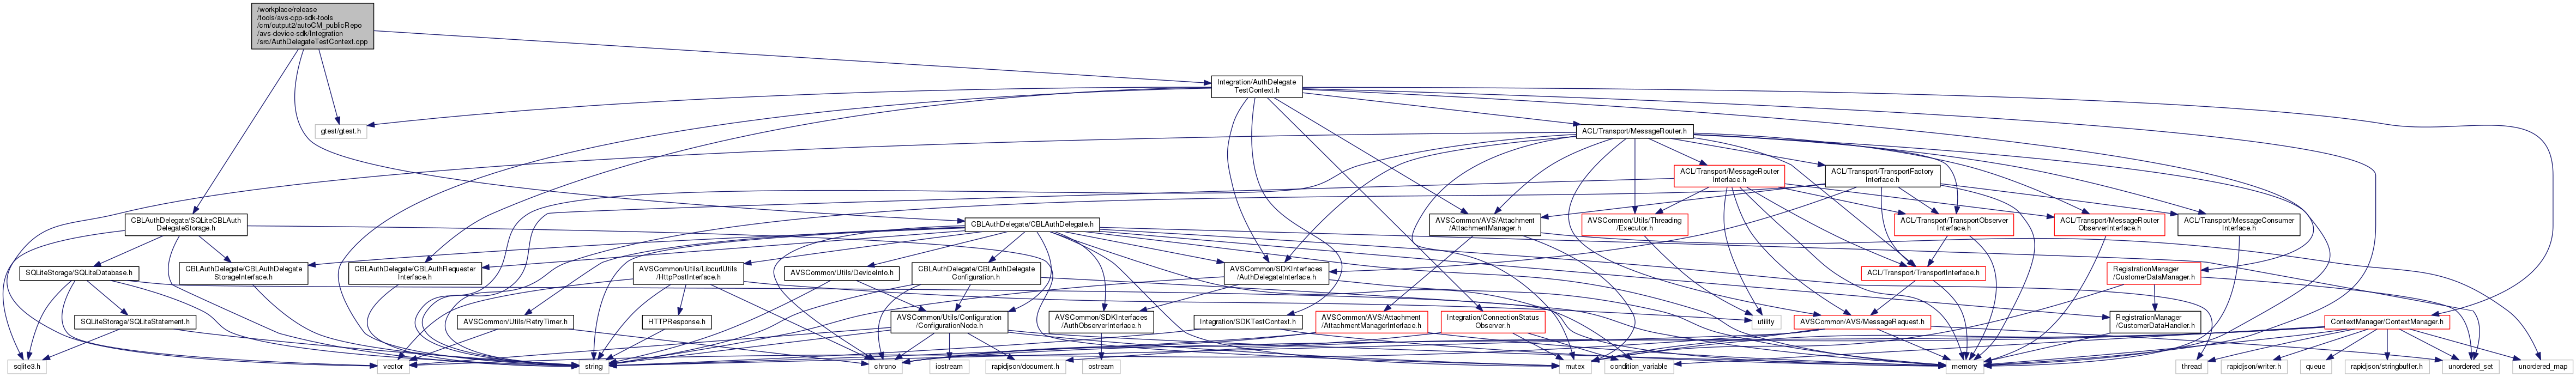 /workplace/release
/tools/avs-cpp-sdk-tools
/cm/output2/autoCM_publicRepo
/avs-device-sdk/Integration
/src/AuthDelegateTestContext.cpp
Integration/AuthDelegate
TestContext.h
gtest/gtest.h
ACL/Transport/MessageRouter.h
ACL/Transport/MessageRouter
Interface.h
ACL/Transport/TransportFactory
Interface.h
CBLAuthDelegate/SQLiteCBLAuth
DelegateStorage.h
CBLAuthDelegate/CBLAuthDelegate.h
AVSCommon/AVS/Attachment
/AttachmentManager.h
AVSCommon/Utils/Threading
/Executor.h
ACL/Transport/TransportObserver
Interface.h
ACL/Transport/MessageRouter
ObserverInterface.h
ACL/Transport/MessageConsumer
Interface.h
SQLiteStorage/SQLiteDatabase.h
CBLAuthDelegate/CBLAuthDelegate
StorageInterface.h
CBLAuthDelegate/CBLAuthRequester
Interface.h
AVSCommon/Utils/LibcurlUtils
/HttpPostInterface.h
AVSCommon/Utils/DeviceInfo.h
CBLAuthDelegate/CBLAuthDelegate
Configuration.h
AVSCommon/SDKInterfaces
/AuthDelegateInterface.h
ACL/Transport/TransportInterface.h
RegistrationManager
/CustomerDataManager.h
SQLiteStorage/SQLiteStatement.h
AVSCommon/Utils/RetryTimer.h
HTTPResponse.h
AVSCommon/Utils/Configuration
/ConfigurationNode.h
AVSCommon/SDKInterfaces
/AuthObserverInterface.h
Integration/SDKTestContext.h
AVSCommon/AVS/Attachment
/AttachmentManagerInterface.h
Integration/ConnectionStatus
Observer.h
utility
AVSCommon/AVS/MessageRequest.h
RegistrationManager
/CustomerDataHandler.h
ContextManager/ContextManager.h
sqlite3.h
vector
string
chrono
iostream
rapidjson/document.h
ostream
mutex
condition_variable
memory
thread
rapidjson/writer.h
queue
rapidjson/stringbuffer.h
unordered_set
unordered_map